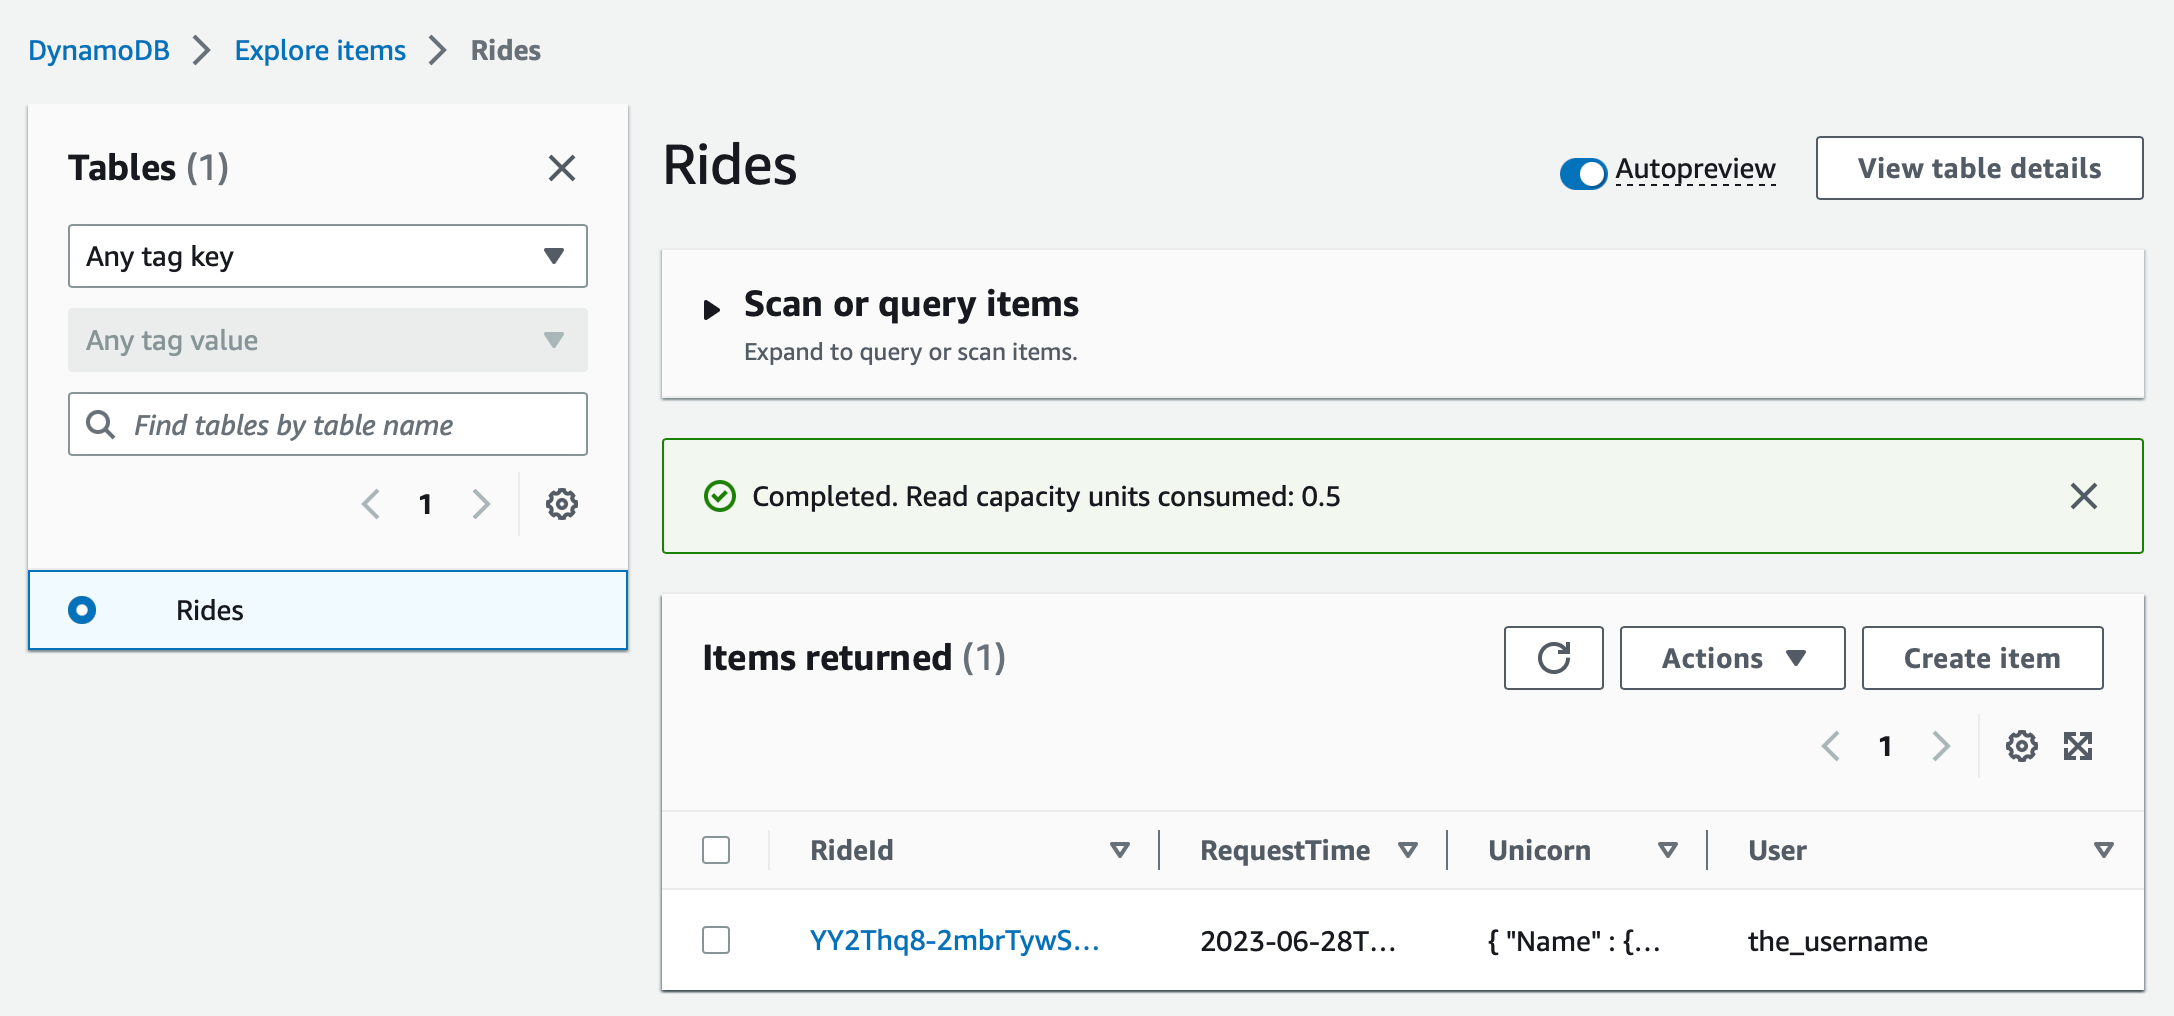 DynamoDB > Explore items > Rides
Tables (1)
Any tag key
Any tag value
Find tables by table name
1
Rides
Rides
Autopreview
View table details
Scan or query items
Expand to query or scan items.
Completed. Read capacity units consumed: 0.5
Items returned (1)
Actions
Create item
1
RideId RequestTime Unicorn User
YY2Thq8-2mbrTywS... 2023-06-28T... { "Name" : {... the_username